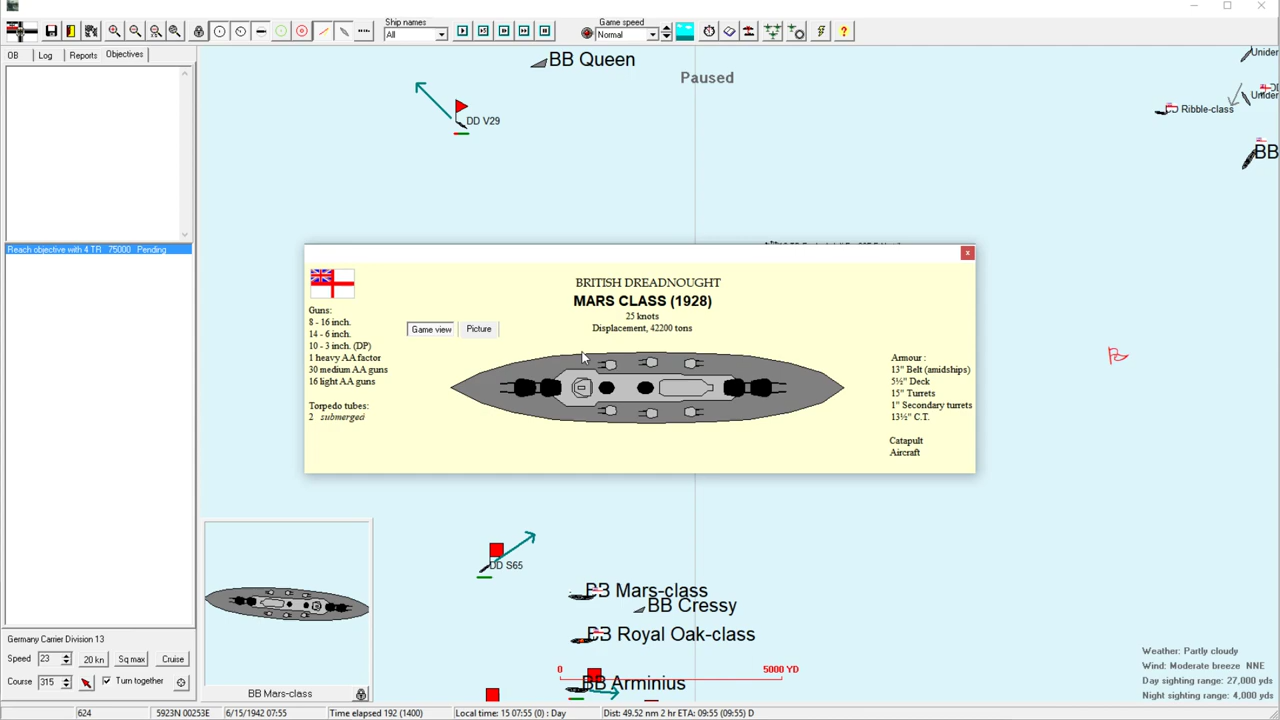 Ship names
All
Game speed
Normal
OB
Log
Reports
Objectives
Reach objective with 4 TR 75000 Pending
BB Queen
Paused
DD V29
Ribble-class
BB
BRITISH DREADNOUGHT
MARS CLASS (1928)
25 knots
Displacement, 42200 tons
Guns:
8 - 16 inch.
14 - 6 inch.
10 - 3 inch. (DP)
1 heavy AA factor
30 medium AA guns
16 light AA guns
Torpedo tubes:
2 submerged
Game view
Picture
Armour :
13" Belt (amidships)
5½" Deck
15" Turrets
1" Secondary turrets
13½" C.T.
Catapult
Aircraft
x
DD S65
BB Mars-class
BB Cressy
BB Royal Oak-class
BB Arminius
0
5000 YD
BB Mars-class
Germany Carrier Division 13
Speed
23
20 kn
Sq max
Cruise
Course
315
Turn together
Weather: Partly cloudy
Wind: Moderate breeze NNE
Day sighting range: 27,000 yds
Night sighting range: 4,000 yds
624
5923N 00253E
6/15/1942 07:55
Time elapsed 192 (1400)
Local time: 15 07:55 (0) : Day
Dist: 49.52 nm 2 hr ETA: 09:55 (09:55) D